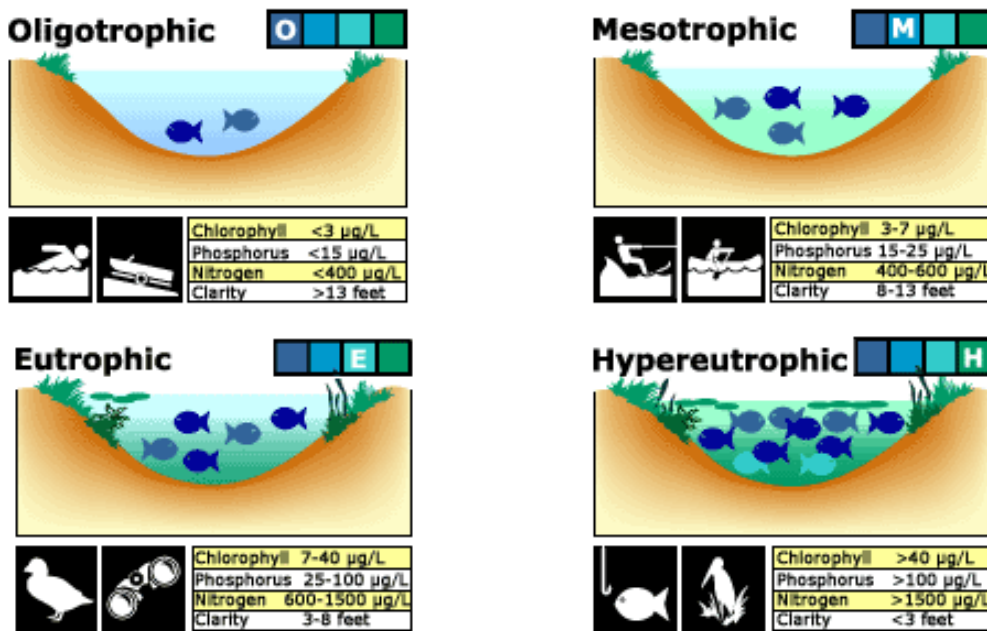 Oligotrophic O
Chlorophyll <3 µg/L
Phosphorus <15 µg/L
Nitrogen <400 µg/L
Clarity >13 feet
Mesotrophic M
Chlorophyll 3-7 µg/L
Phosphorus 15-25 µg/L
Nitrogen 400-600 µg/L
Clarity 8-13 feet
Eutrophic E
Chlorophyll 7-40 µg/L
Phosphorus 25-100 µg/L
Nitrogen 600-1500 µg/L
Clarity 3-8 feet
Hypereutrophic H
Chlorophyll >40 µg/L
Phosphorus >100 µg/L
Nitrogen >1500 µg/L
Clarity <3 feet